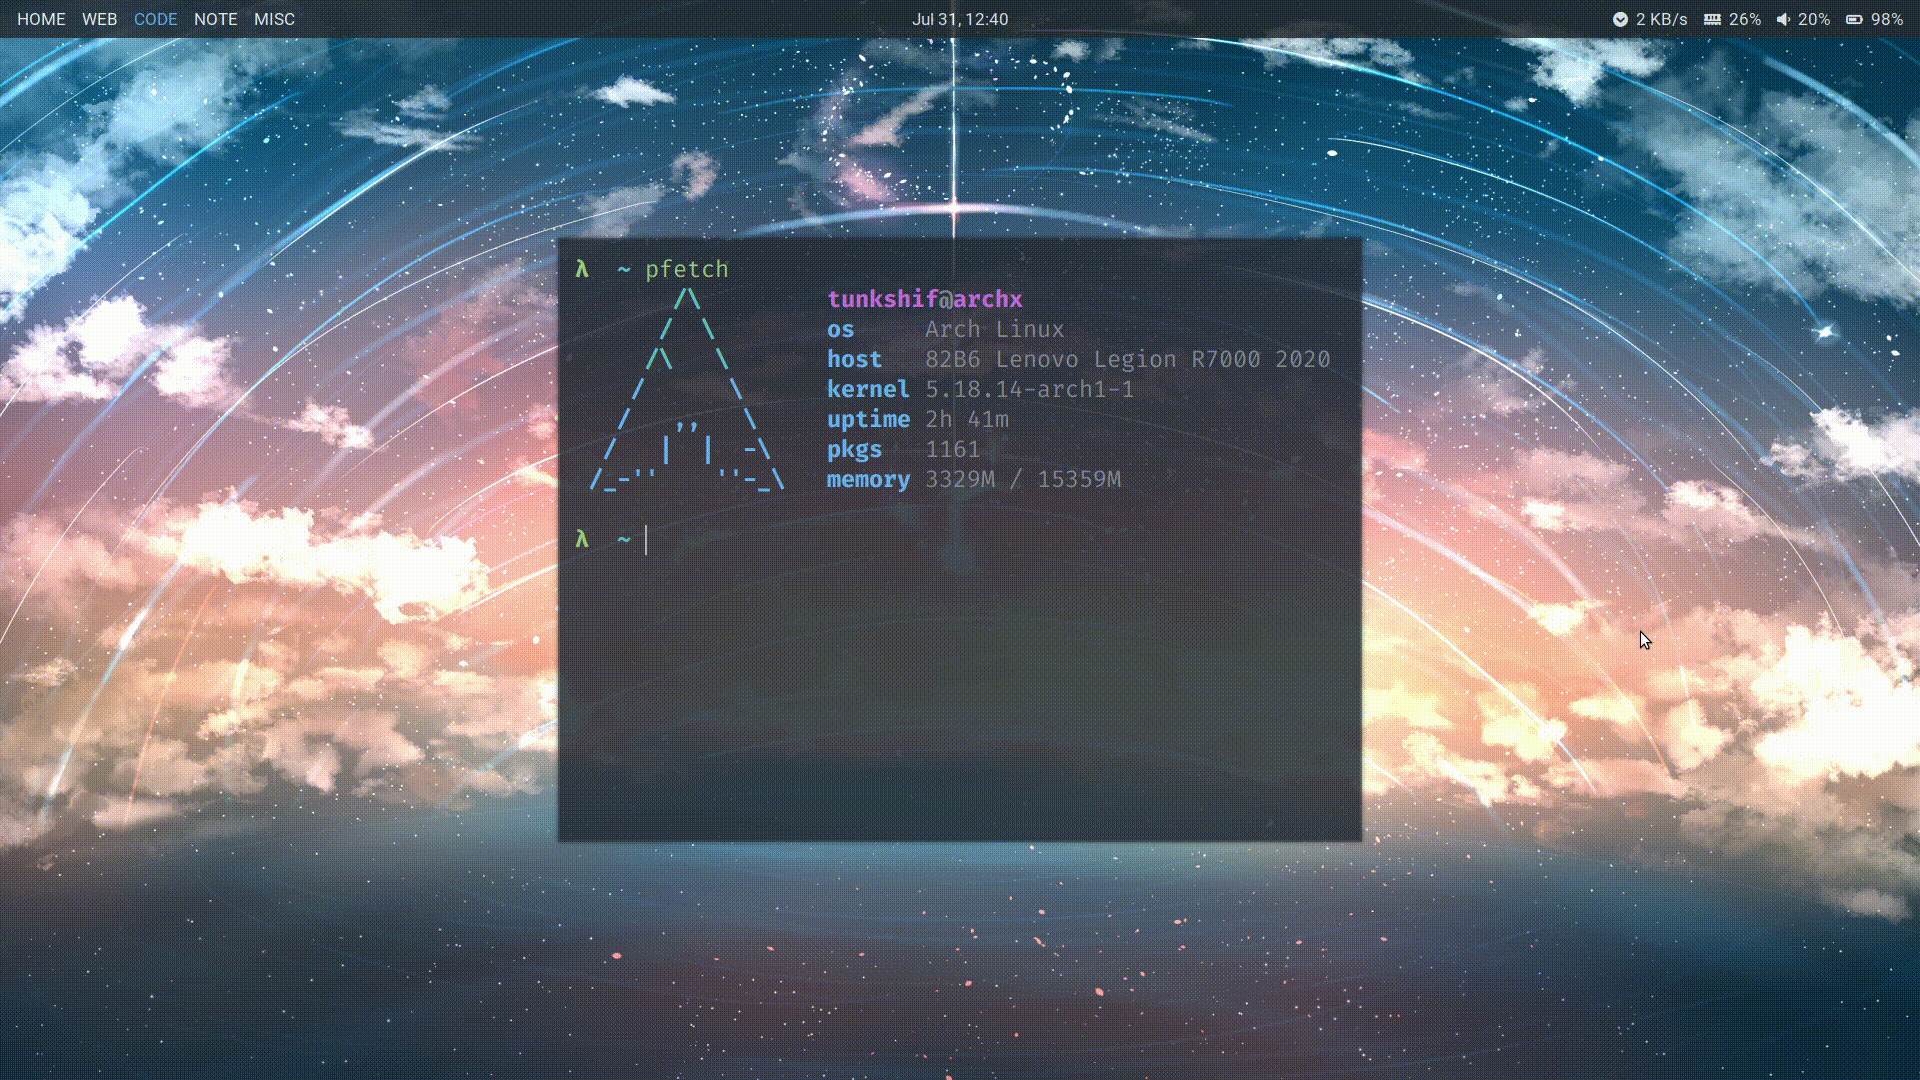 HOME WEB CODE NOTE MISC Jul 31, 12:40 2 KB/s 26% 20% 98%
λ ~ pfetch
/\ tunkshif@archx
/ \ os Arch Linux
/\ \ host 82B6 Lenovo Legion R7000 2020
/ \ kernel 5.18.14-arch1-1
/ ,, \ uptime 2h 41m
/ | | -\ pkgs 1161
/_-'' ''-_\ memory 3329M / 15359M
λ ~